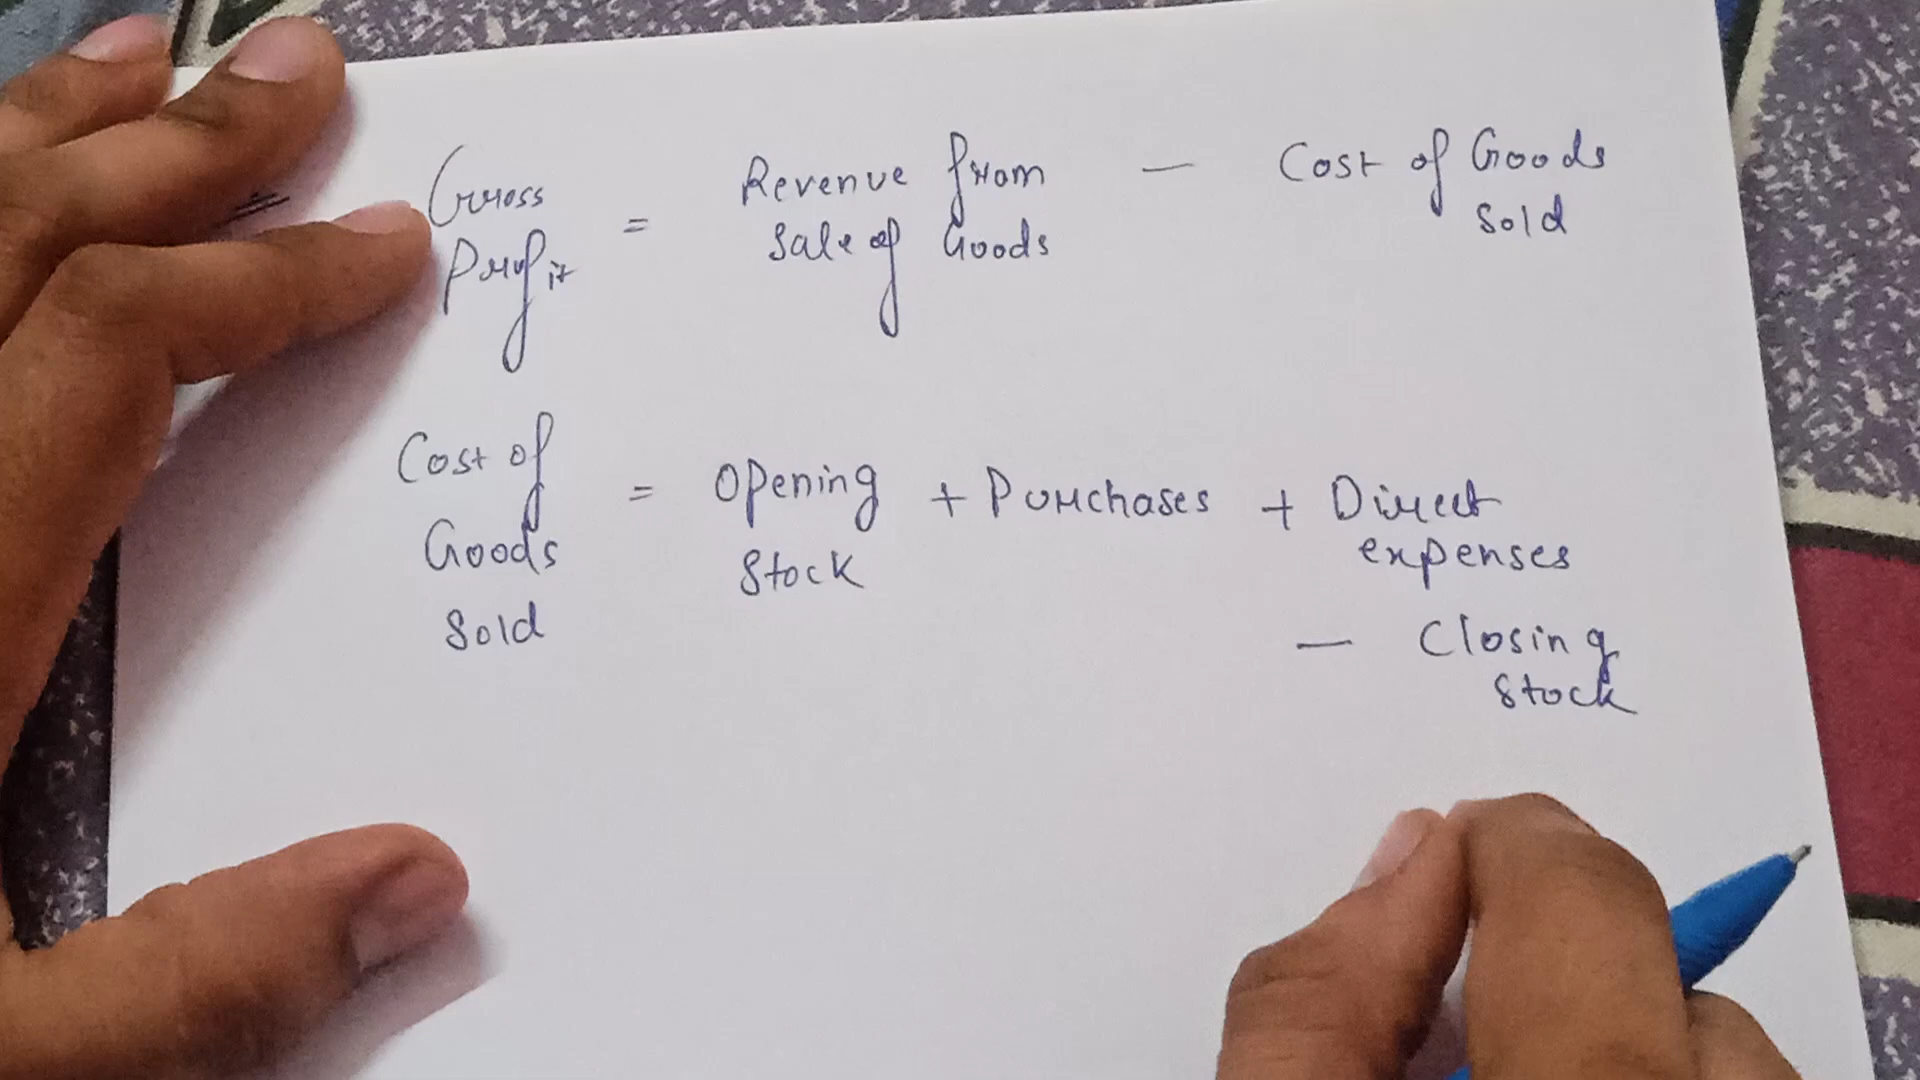 Gross Profit = Revenue from Sale of Goods — Cost of Goods Sold
Cost of Goods Sold = Opening Stock + Purchases + Direct expenses — Closing Stock